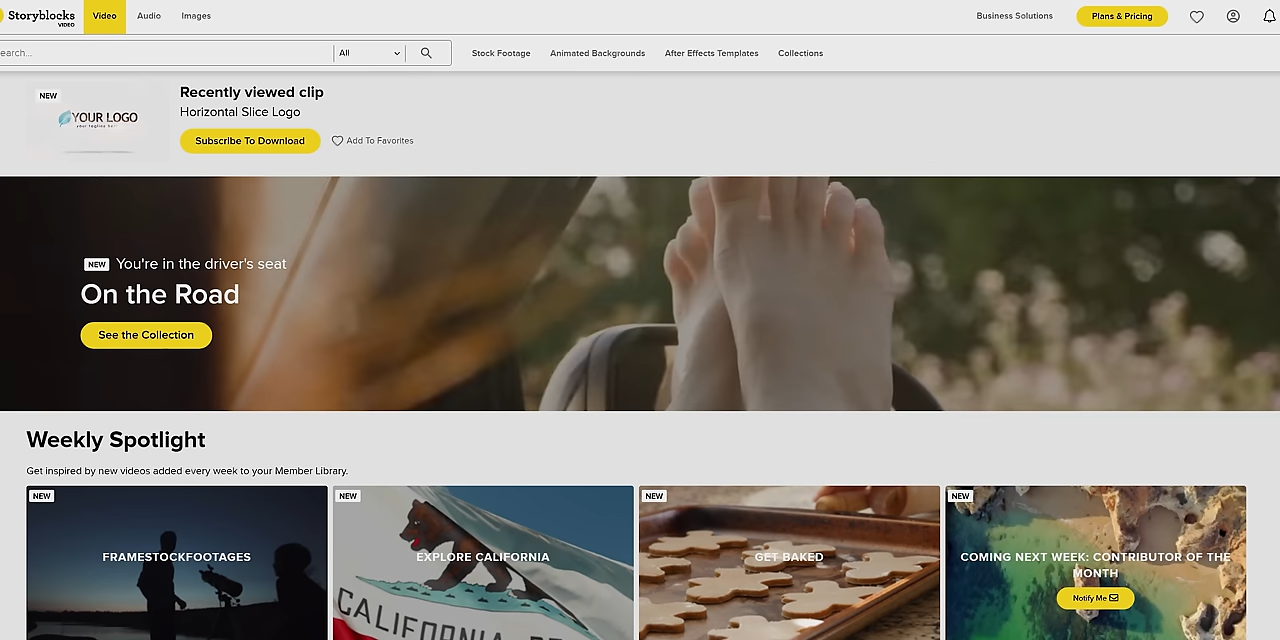 Storyblocks
VIDEO
Video
Audio
Images
Business Solutions
Plans & Pricing
earch...
All
Stock Footage
Animated Backgrounds
After Effects Templates
Collections
NEW
YOUR LOGO
your tagline here
Recently viewed clip
Horizontal Slice Logo
Subscribe To Download
Add To Favorites
NEW You're in the driver's seat
On the Road
See the Collection
Weekly Spotlight
Get inspired by new videos added every week to your Member Library.
NEW
FRAMESTOCKFOOTAGES
NEW
EXPLORE CALIFORNIA
CALIFORNIA
NEW
GET BAKED
NEW
COMING NEXT WEEK: CONTRIBUTOR OF THE
MONTH
Notify Me